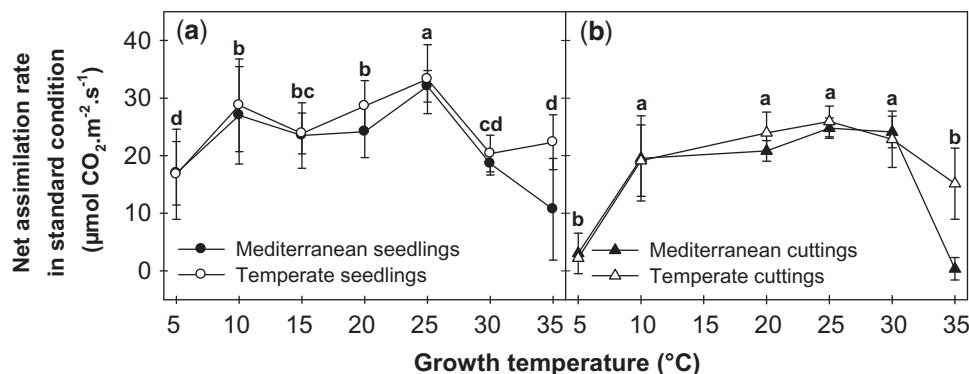 Net assimilation rate
in standard condition
(µmol CO2.m-2.s-1)
40
30
20
10
0
(a)
d
b
bc
b
a
cd
d
Mediterranean seedlings
Temperate seedlings
5 10 15 20 25 30 35
(b)
b
a
a
a
a
b
Mediterranean cuttings
Temperate cuttings
5 10 15 20 25 30 35
Growth temperature (°C)